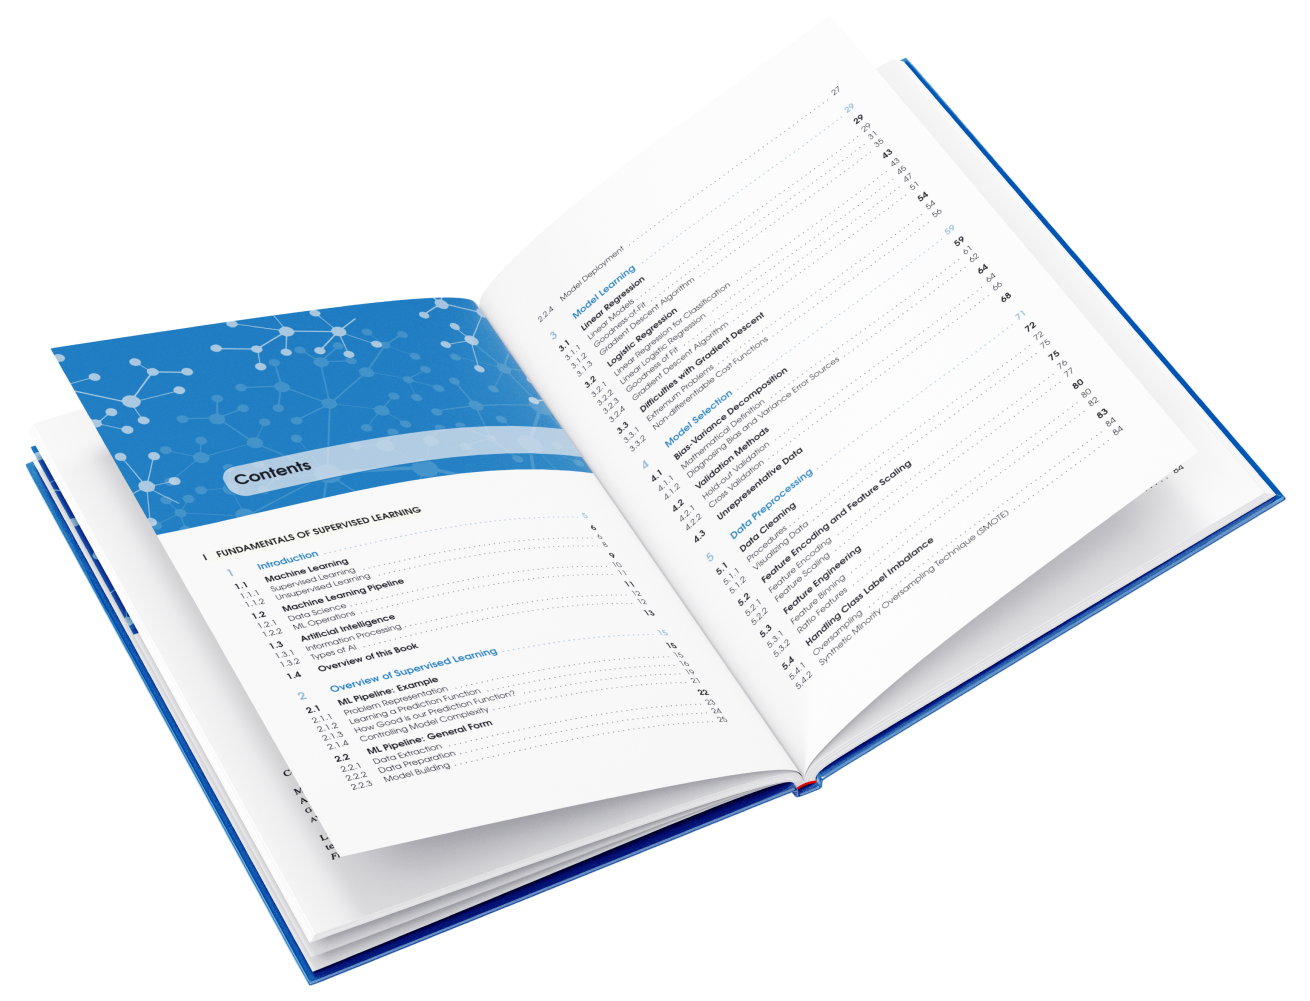 Contents
I FUNDAMENTALS OF SUPERVISED LEARNING
1 Introduction 5
1.1 Machine Learning 6
1.1.1 Supervised Learning 6
1.1.2 Unsupervised Learning 8
1.2 Machine Learning Pipeline 9
1.2.1 Data Science 10
1.2.2 ML Operations 11
1.3 Artificial Intelligence 11
1.3.1 Information Processing 12
1.3.2 Types of AI 12
1.4 Overview of this Book 13
2 Overview of Supervised Learning 15
2.1 ML Pipeline: Example 15
2.1.1 Problem Representation 15
2.1.2 Learning a Prediction Function 16
2.1.3 How Good is our Prediction Function? 19
2.1.4 Controlling Model Complexity 21
2.2 ML Pipeline: General Form 22
2.2.1 Data Extraction 23
2.2.2 Data Preparation 24
2.2.3 Model Building 25
2.2.4 Model Deployment 27
3 Model Learning 29
3.1 Linear Regression 29
3.1.1 Linear Models 29
3.1.2 Goodness-of-Fit 31
3.1.3 Gradient Descent Algorithm 35
3.2 Logistic Regression 43
3.2.1 Linear Regression for Classification 43
3.2.2 Linear Logistic Regression 45
3.2.3 Goodness of Fit 47
3.2.4 Gradient Descent Algorithm 51
3.3 Difficulties with Gradient Descent 54
3.3.1 Extremum Problems 54
3.3.2 Non-differentiable Cost Functions 56
4 Model Selection 59
4.1 Bias-Variance Decomposition 59
4.1.1 Mathematical Definition 61
4.1.2 Diagnosing Bias and Variance Error Sources 62
4.2 Validation Methods 64
4.2.1 Hold-out Validation 64
4.2.2 Cross Validation 66
4.3 Unrepresentative Data 68
5 Data Preprocessing 71
5.1 Data Cleaning 72
5.1.1 Procedures 72
5.1.2 Visualizing Data 75
5.2 Feature Encoding and Feature Scaling 75
5.2.1 Feature Encoding 76
5.2.2 Feature Scaling 77
5.3 Feature Engineering 80
5.3.1 Feature Binning 80
5.3.2 Ratio Features 82
5.4 Handling Class Label Imbalance 83
5.4.1 Oversampling 84
5.4.2 Synthetic Minority Oversampling Technique (SMOTE) 84
84